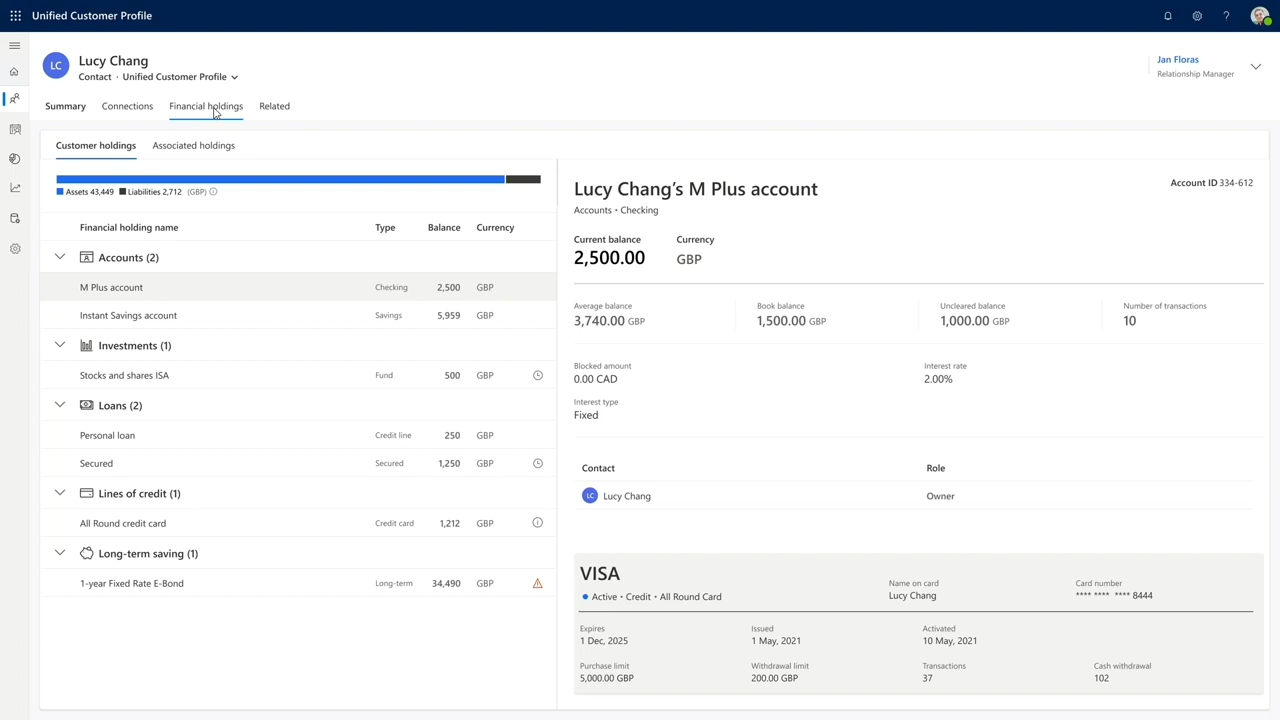 Unified Customer Profile
?
LC
Lucy Chang
Contact · Unified Customer Profile
Jan Floras
Relationship Manager
Summary Connections Financial holdings Related
Customer holdings Associated holdings
Assets 43,449 Liabilities 2,712 (GBP)
Financial holding name Type Balance Currency
Accounts (2)
M Plus account Checking 2,500 GBP
Instant Savings account Savings 5,959 GBP
Investments (1)
Stocks and shares ISA Fund 500 GBP
Loans (2)
Personal loan Credit line 250 GBP
Secured Secured 1,250 GBP
Lines of credit (1)
All Round credit card Credit card 1,212 GBP
Long-term saving (1)
1-year Fixed Rate E-Bond Long-term 34,490 GBP
Lucy Chang's M Plus account
Account ID 334-612
Accounts • Checking
Current balance Currency
2,500.00 GBP
Average balance Book balance Uncleared balance Number of transactions
3,740.00 GBP 1,500.00 GBP 1,000.00 GBP 10
Blocked amount Interest rate
0.00 CAD 2.00%
Interest type
Fixed
Contact Role
LC Lucy Chang Owner
VISA
Active • Credit • All Round Card
Name on card Card number
Lucy Chang **** **** **** 8444
Expires Issued Activated
1 Dec, 2025 1 May, 2021 10 May, 2021
Purchase limit Withdrawal limit Transactions Cash withdrawal
5,000.00 GBP 200.00 GBP 37 102